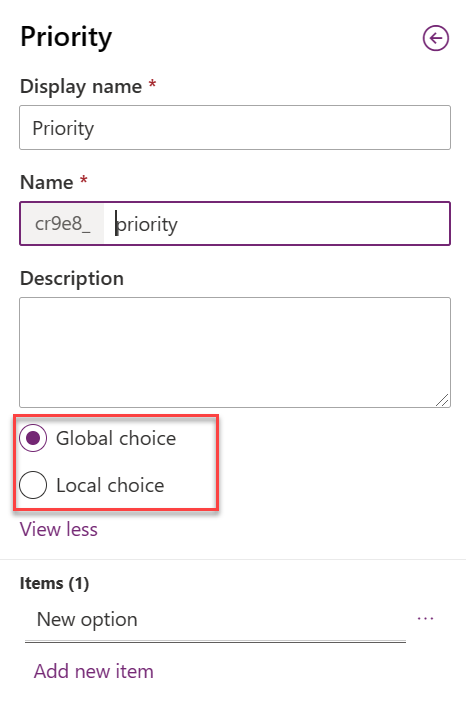 Priority
Display name *
Priority
Name *
cr9e8_ priority
Description
Global choice
Local choice
View less
Items (1)
New option ...
Add new item